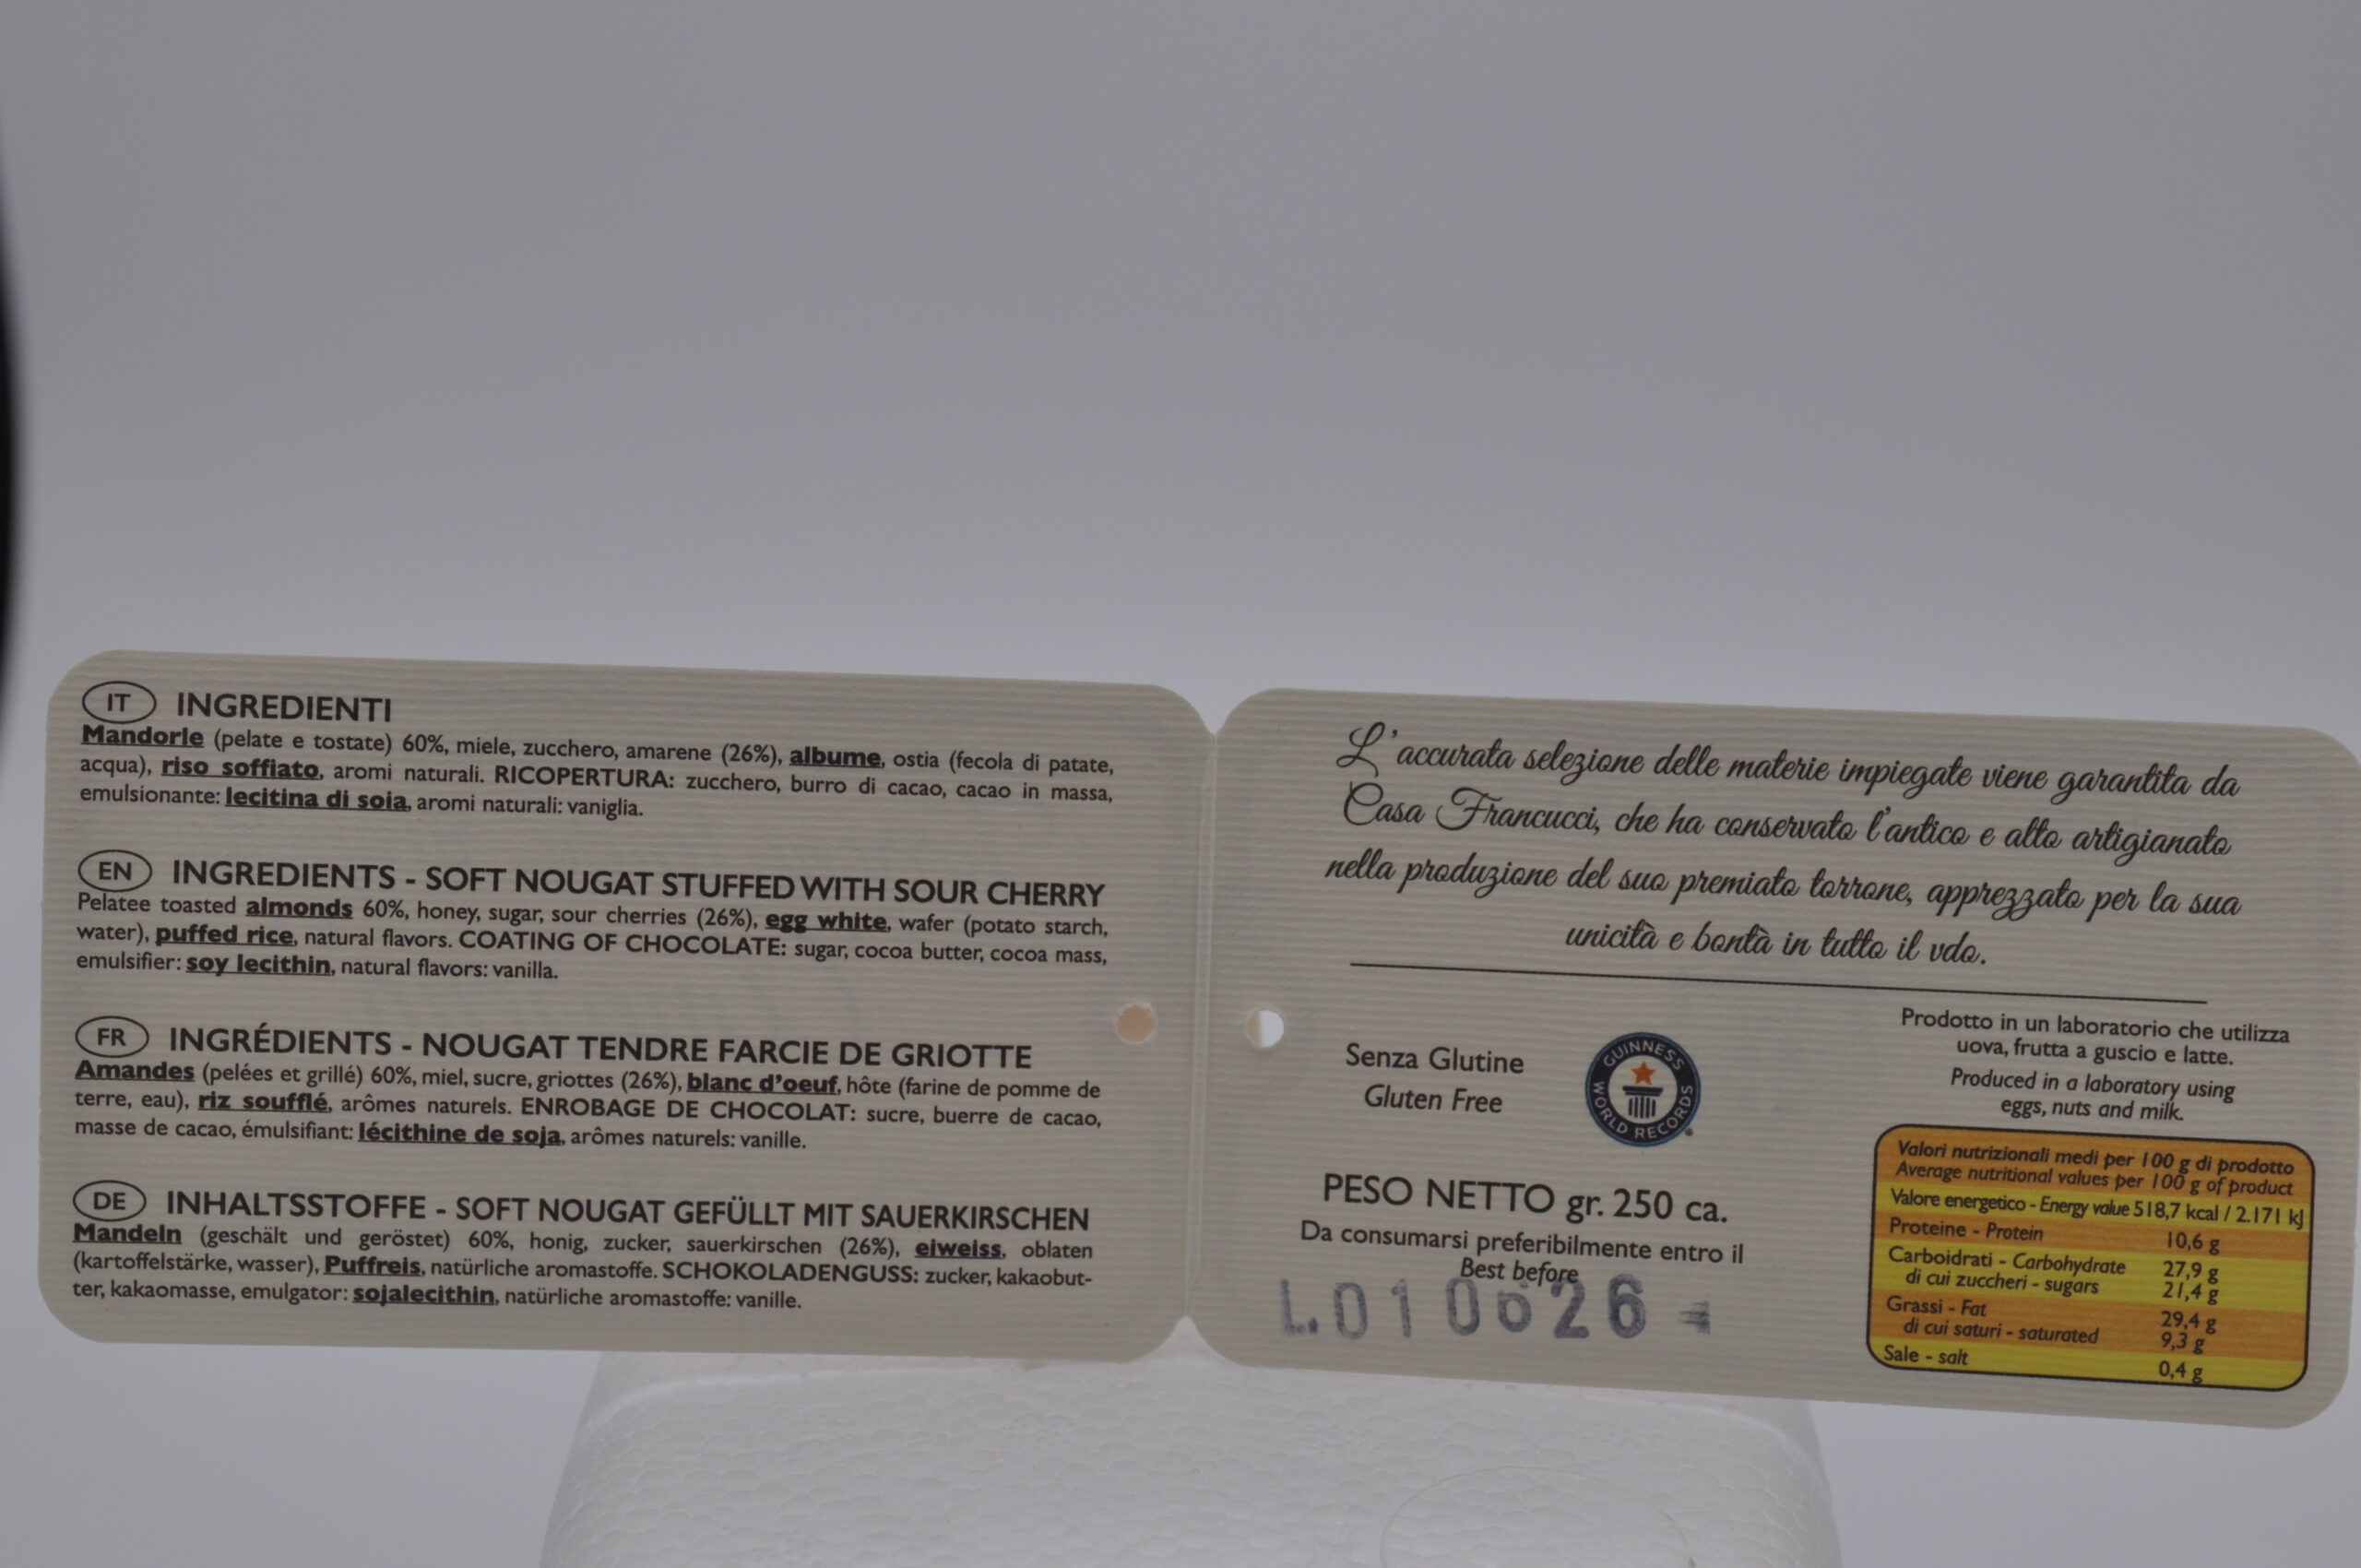 IT INGREDIENTI
Mandorle (pelate e tostate) 60%, miele, zucchero, amarene (26%), albume, ostia (fecola di patate,
acqua), riso soffiato, aromi naturali. RICOPERTURA: zucchero, burro di cacao, cacao in massa,
emulsionante: lecitina di soia, aromi naturali: vaniglia.
EN INGREDIENTS - SOFT NOUGAT STUFFED WITH SOUR CHERRY
Pelatee toasted almonds 60%, honey, sugar, sour cherries (26%), egg white, wafer (potato starch,
water), puffed rice, natural flavors. COATING OF CHOCOLATE: sugar, cocoa butter, cocoa mass,
emulsifier: soy lecithin, natural flavors: vanilla.
FR INGRÉDIENTS - NOUGAT TENDRE FARCIE DE GRIOTTE
Amandes (pelées et grillé) 60%, miel, sucre, griottes (26%), blanc d'oeuf, hôte (farine de pomme de
terre, eau), riz soufflé, arômes naturels. ENROBAGE DE CHOCOLAT: sucre, buerre de cacao,
masse de cacao, émulsifiant: lécithine de soja, arômes naturels: vanille.
DE INHALTSSTOFFE - SOFT NOUGAT GEFÜLLT MIT SAUERKIRSCHEN
Mandeln (geschält und geröstet) 60%, honig, zucker, sauerkirschen (26%), eiweiss, oblaten
(kartoffelstärke, wasser), Puffreis, natürliche aromastoffe. SCHOKOLADENGUSS: zucker, kakaobut-
ter, kakaomasse, emulgator: sojalecithin, natürliche aromastoffe: vanille.
L'accurata selezione delle materie impiegate viene garantita da
Casa Francucci, che ha conservato l'antico e alto artigianato
nella produzione del suo premiato torrone, apprezzato per la sua
unicità e bontà in tutto il vdo.
Senza Glutine
Gluten Free
GUINNESS
WORLD RECORDS
PESO NETTO gr. 250 ca.
Da consumarsi preferibilmente entro il
Best before
L.010626
Prodotto in un laboratorio che utilizza
uova, frutta a guscio e latte.
Produced in a laboratory using
eggs, nuts and milk.
Valori nutrizionali medi per 100 g di prodotto
Average nutritional values per 100 g of product
Valore energetico - Energy value 518,7 kcal / 2.171 kJ
Proteine - Protein 10,6 g
Carboidrati - Carbohydrate 27,9 g
di cui zuccheri - sugars 21,4 g
Grassi - Fat 29,4 g
di cui saturi - saturated 9,3 g
Sale - salt 0,4 g